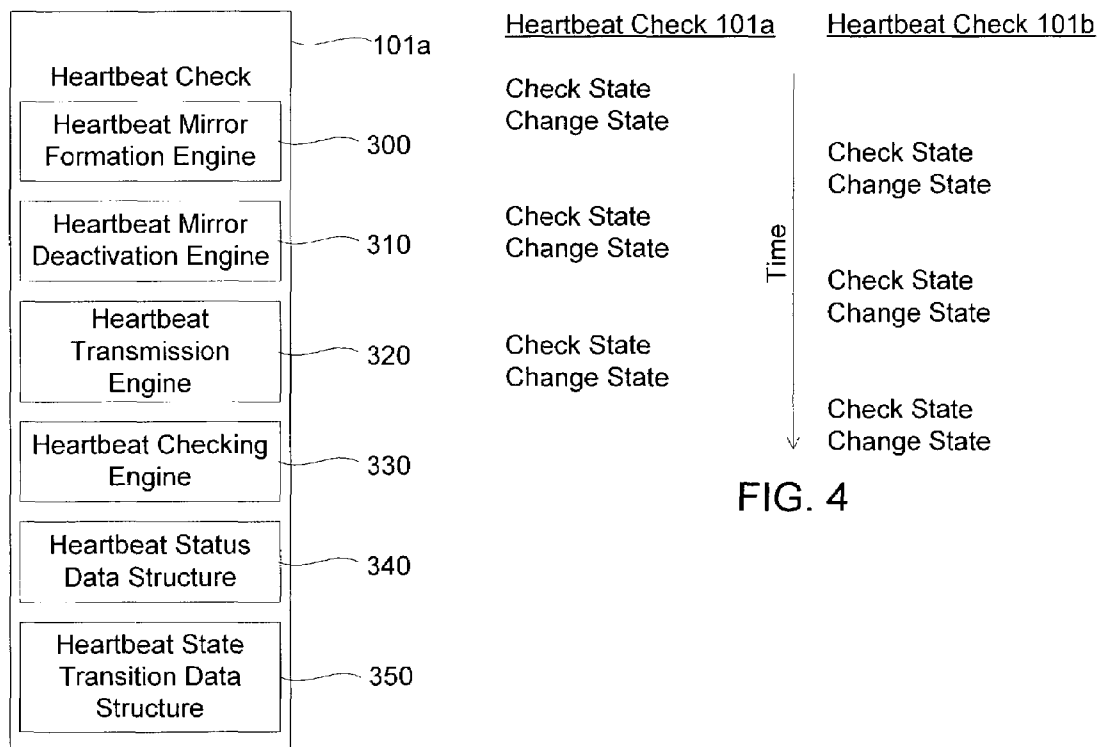 101a
Heartbeat Check
Heartbeat Mirror
Formation Engine
300
Heartbeat Mirror
Deactivation Engine
310
Heartbeat
Transmission
Engine
320
Heartbeat Checking
Engine
330
Heartbeat Status
Data Structure
340
Heartbeat State
Transition Data
Structure
350
Heartbeat Check 101a
Heartbeat Check 101b
Check State
Change State
Check State
Change State
Check State
Change State
Check State
Change State
Check State
Change State
Check State
Change State
Time
FIG. 4